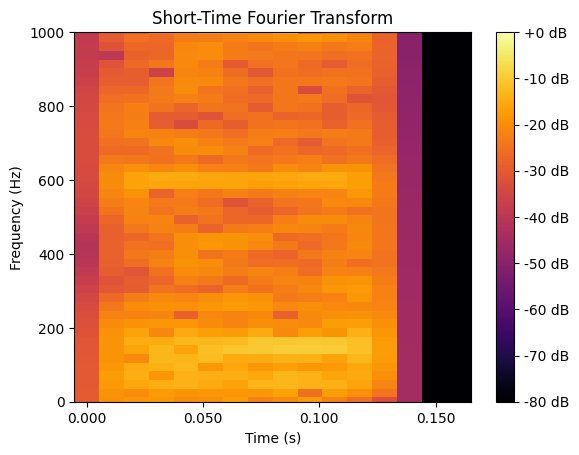 Short-Time Fourier Transform
1000
800
600
400
200
0
Frequency (Hz)
0.000
0.050
0.100
0.150
Time (s)
+0 dB
-10 dB
-20 dB
-30 dB
-40 dB
-50 dB
-60 dB
-70 dB
-80 dB